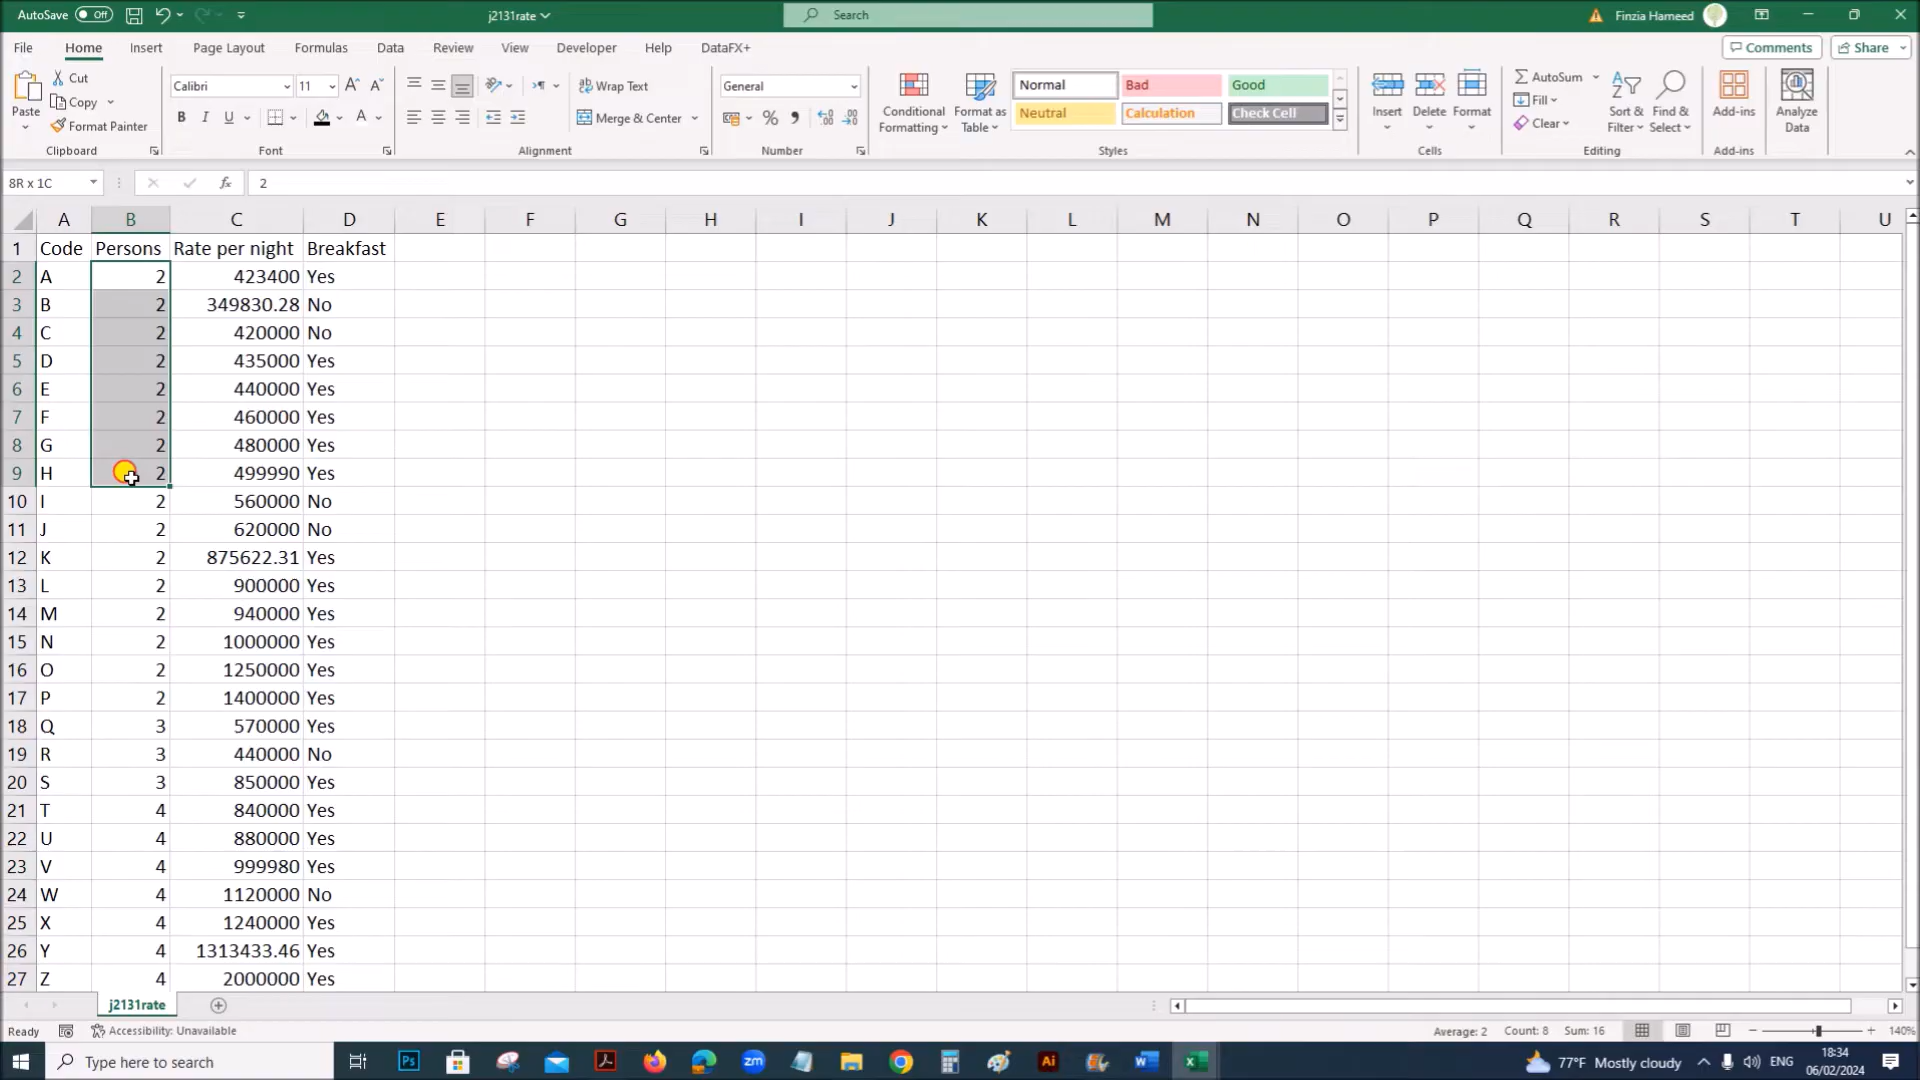 AutoSave Off j2131rate Search Finzia Hameed
File Home Insert Page Layout Formulas Data Review View Developer Help DataFX+ Comments Share
Paste Cut Copy Format Painter Clipboard
Calibri 11 B I U A Font
Wrap Text Merge & Center Alignment
General % Number
Conditional Formatting Format as Table Normal Bad Good Neutral Calculation Check Cell Styles
Insert Delete Format Cells
AutoSum Fill Clear Sort & Filter Find & Select Editing
Add-ins Add-ins
Analyze Data
8R x 1C fx 2
A B C D E F G H I J K L M N O P Q R S T U
1 Code Persons Rate per night Breakfast
2 A 2 423400 Yes
3 B 2 349830.28 No
4 C 2 420000 No
5 D 2 435000 Yes
6 E 2 440000 Yes
7 F 2 460000 Yes
8 G 2 480000 Yes
9 H 2 499990 Yes
10 I 2 560000 No
11 J 2 620000 No
12 K 2 875622.31 Yes
13 L 2 900000 Yes
14 M 2 940000 Yes
15 N 2 1000000 Yes
16 O 2 1250000 Yes
17 P 2 1400000 Yes
18 Q 3 570000 Yes
19 R 3 440000 No
20 S 3 850000 Yes
21 T 4 840000 Yes
22 U 4 880000 Yes
23 V 4 999980 Yes
24 W 4 1120000 No
25 X 4 1240000 Yes
26 Y 4 1313433.46 Yes
27 Z 4 2000000 Yes
j2131rate
Ready Accessibility: Unavailable Average: 2 Count: 8 Sum: 16 140%
Type here to search Ps zm Ai 77°F Mostly cloudy ENG 18:34
06/02/2024